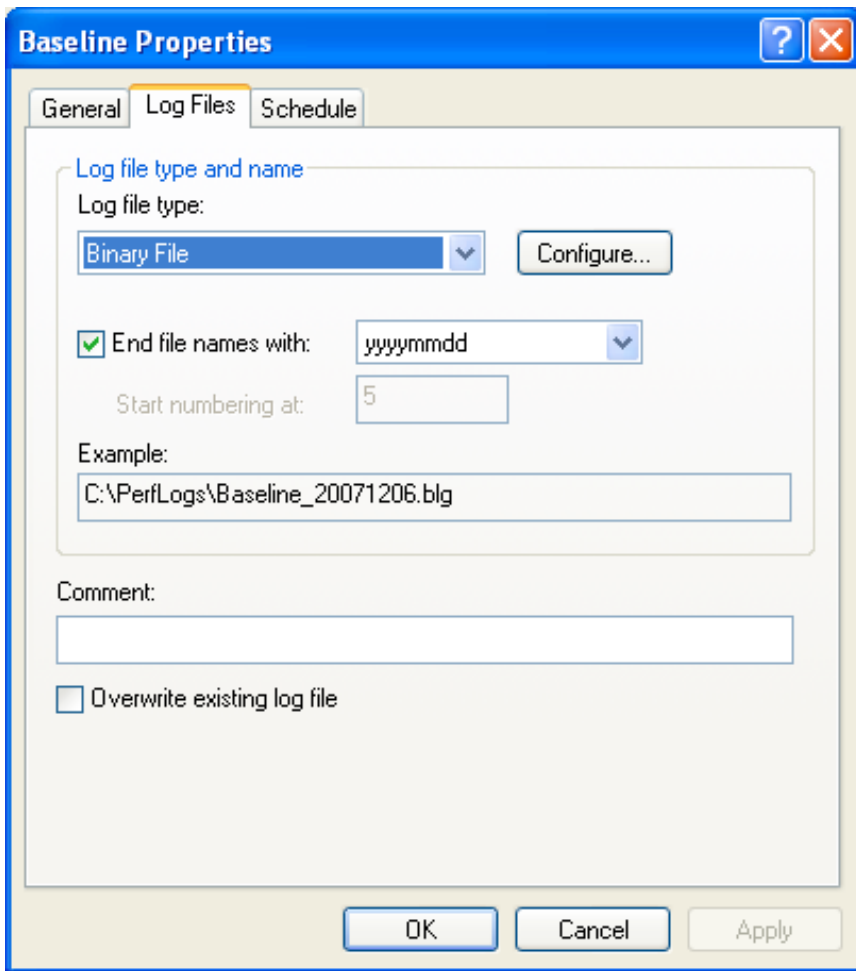 Baseline Properties
General Log Files Schedule
Log file type and name
Log file type:
Binary File Configure...
End file names with: yyyymmdd
Start numbering at: 5
Example:
C:\PerfLogs\Baseline_20071206.blg
Comment:
Overwrite existing log file
OK Cancel Apply